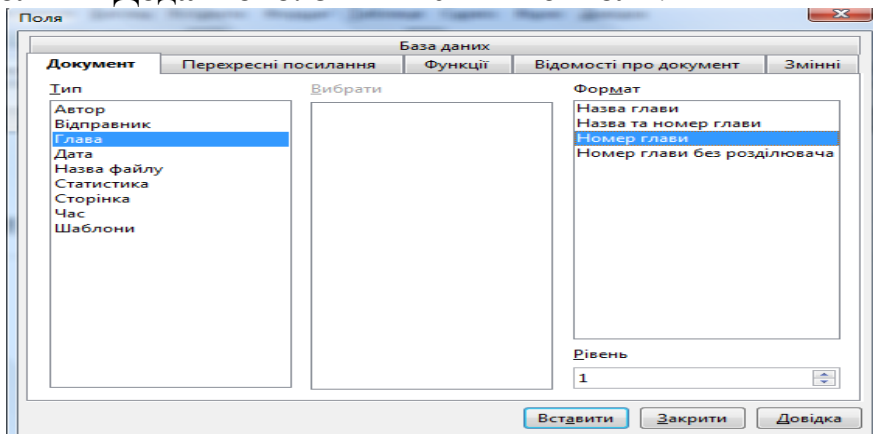 Поля
База даних
Документ Перехресні посилання Функції Відомості про документ Змінні
Тип Вибрати Формат
Автор
Відправник
Глава
Дата
Назва файлу
Статистика
Сторінка
Час
Шаблони
Назва глави
Назва та номер глави
Номер глави
Номер глави без розділювача
Рівень
1
Вставити Закрити Довідка